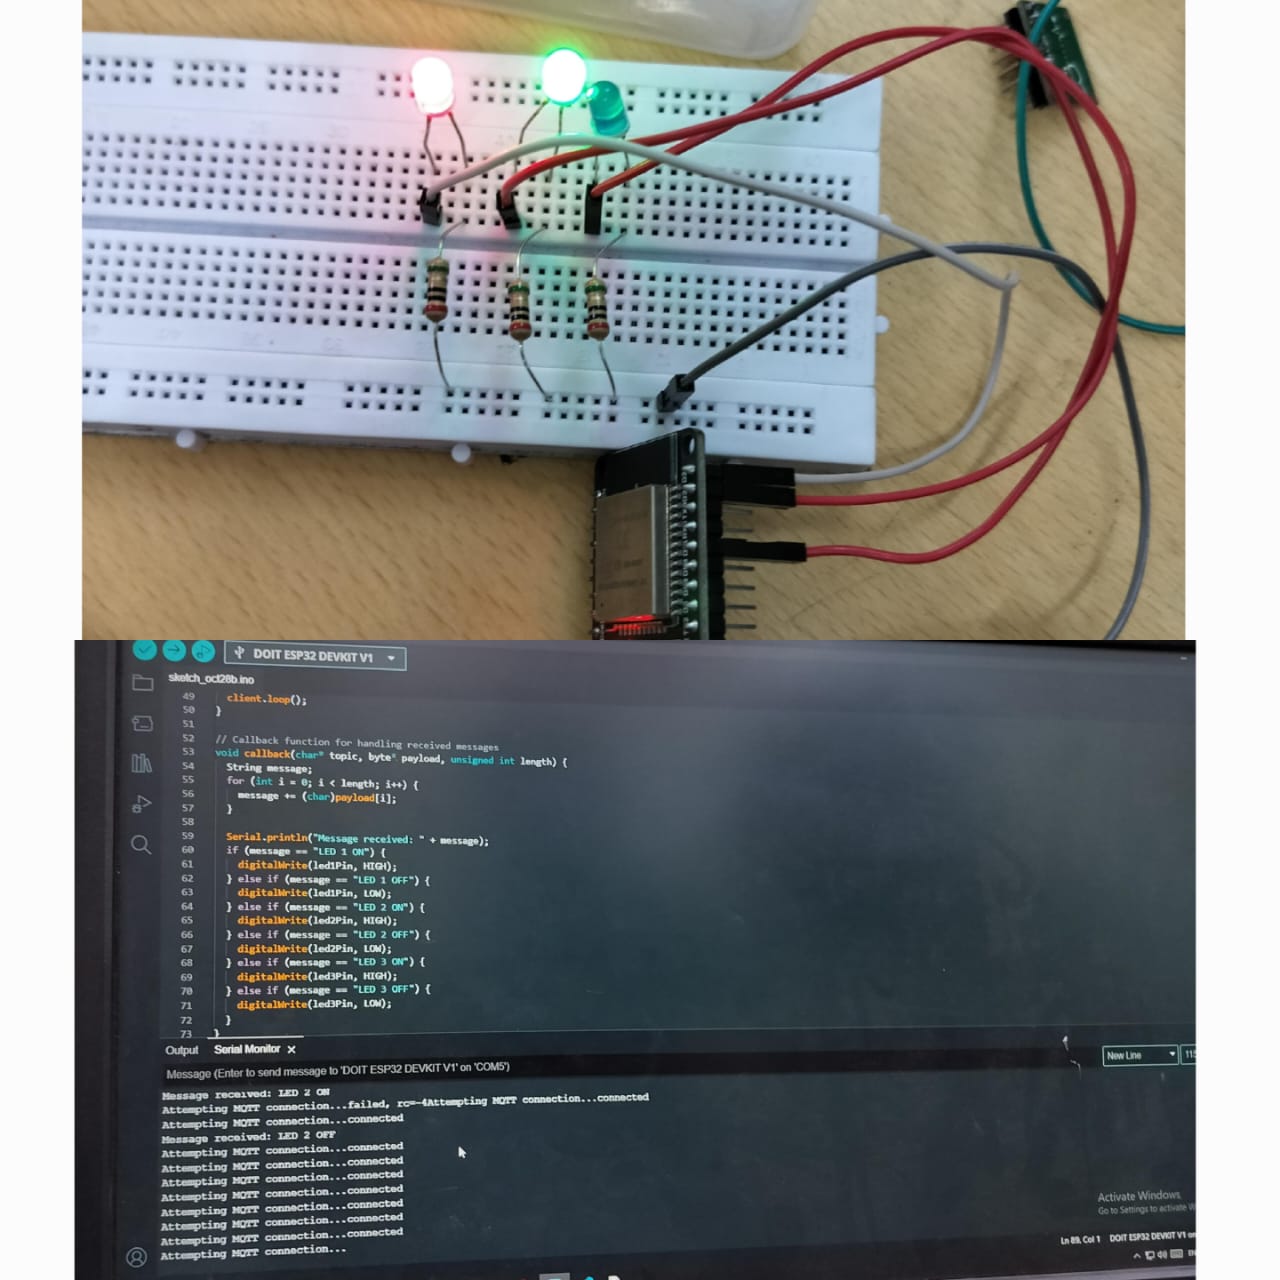 DOIT ESP32 DEVKIT V1
sketch_oct28b.ino
49 client.loop();
50 }
51
52 // Callback function for handling received messages
53 void callback(char* topic, byte* payload, unsigned int length) {
54 String message;
55 for (int i = 0; i < length; i++) {
56 message += (char)payload[i];
57 }
58
59 Serial.println("Message received: " + message);
60 if (message == "LED 1 ON") {
61 digitalWrite(led1Pin, HIGH);
62 } else if (message == "LED 1 OFF") {
63 digitalWrite(led1Pin, LOW);
64 } else if (message == "LED 2 ON") {
65 digitalWrite(led2Pin, HIGH);
66 } else if (message == "LED 2 OFF") {
67 digitalWrite(led2Pin, LOW);
68 } else if (message == "LED 3 ON") {
69 digitalWrite(led3Pin, HIGH);
70 } else if (message == "LED 3 OFF") {
71 digitalWrite(led3Pin, LOW);
72 }
73 }
Output Serial Monitor ×
Message (Enter to send message to 'DOIT ESP32 DEVKIT V1' on 'COM5')
New Line 115
Message received: LED 2 ON
Attempting MQTT connection...failed, rc=-4Attempting MQTT connection...connected
Attempting MQTT connection...connected
Message received: LED 2 OFF
Attempting MQTT connection...connected
Attempting MQTT connection...connected
Attempting MQTT connection...connected
Attempting MQTT connection...connected
Attempting MQTT connection...connected
Attempting MQTT connection...connected
Attempting MQTT connection...connected
Attempting MQTT connection...
Activate Windows
Go to Settings to activate W
Ln 89, Col 1 DOIT ESP32 DEVKIT V1 on